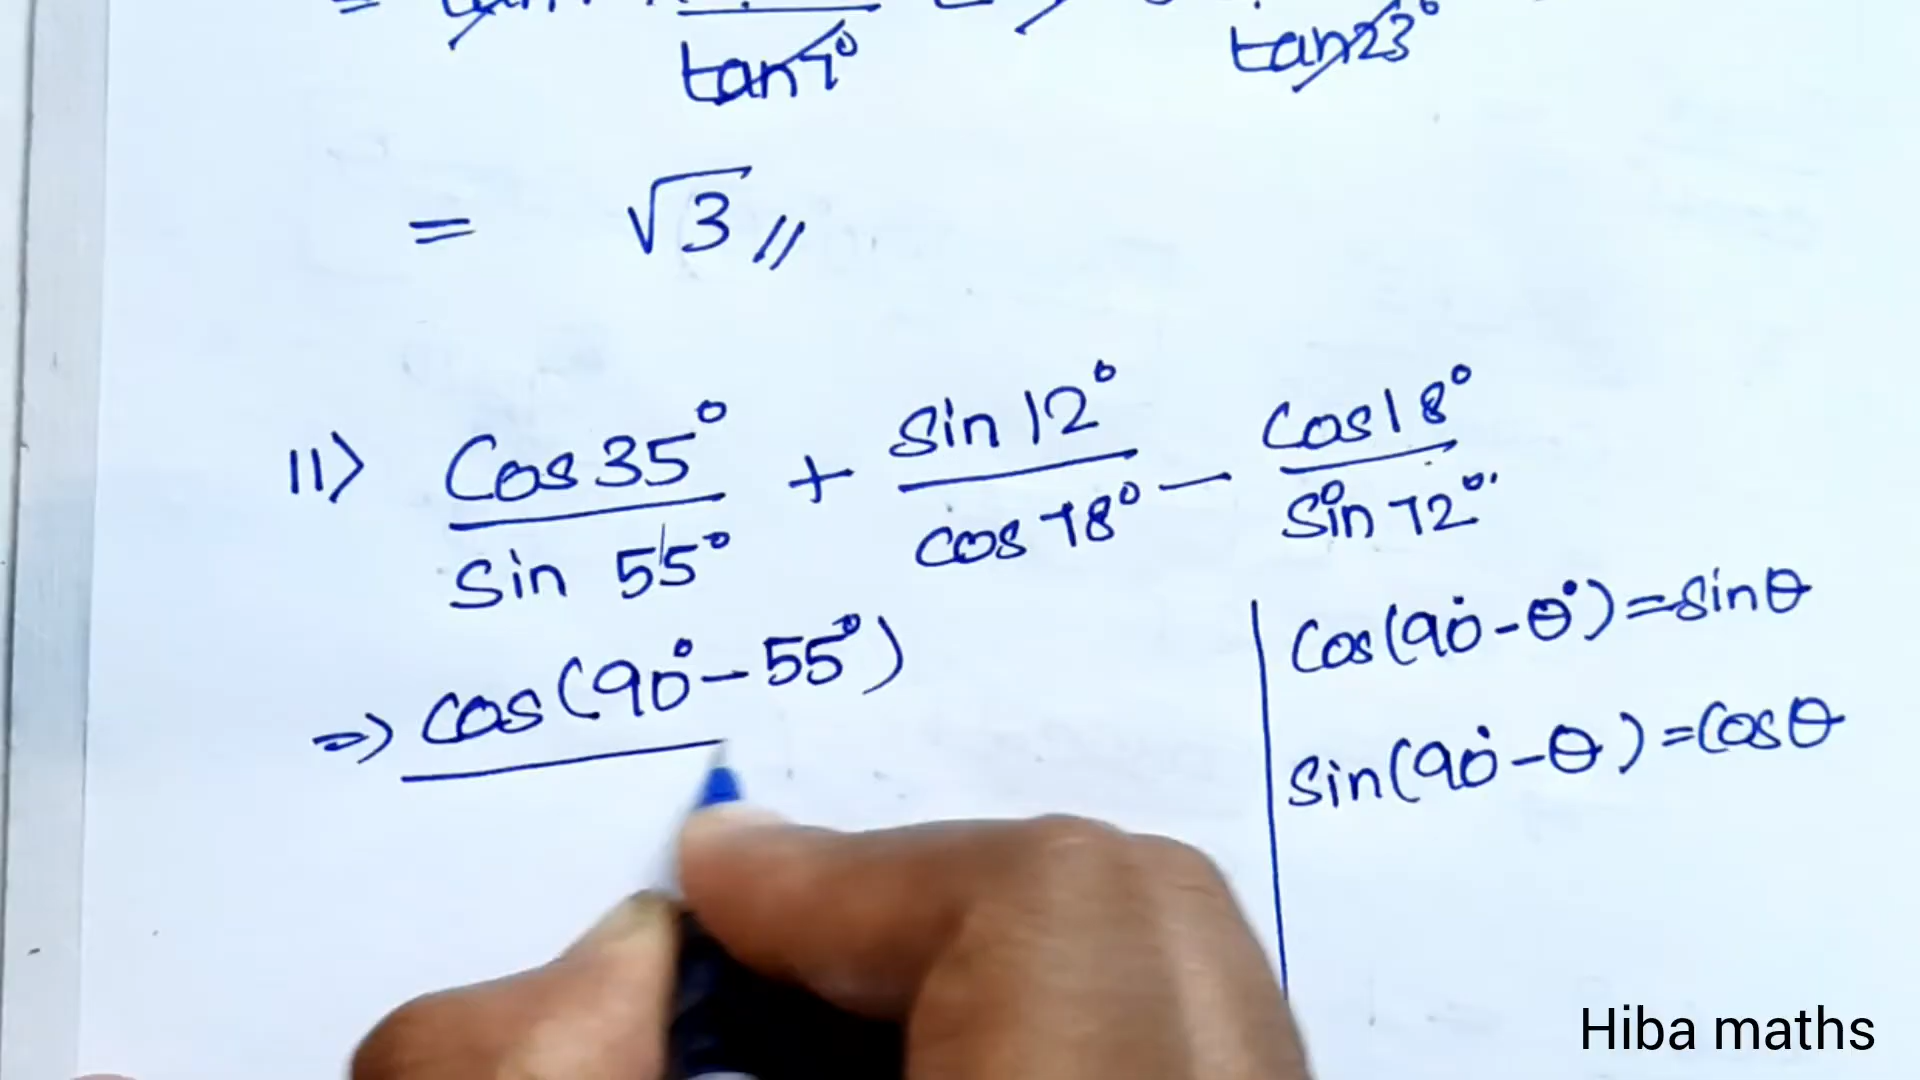 tan7° tan23°
= √3 //
11) Cos35° / Sin 55° + Sin 12° / cos 78° - Cos18° / Sin 72°
Cos(90° - θ°) = Sinθ
⇒ cos(90° - 55°)
Sin(90° - θ) = Cosθ
Hiba maths